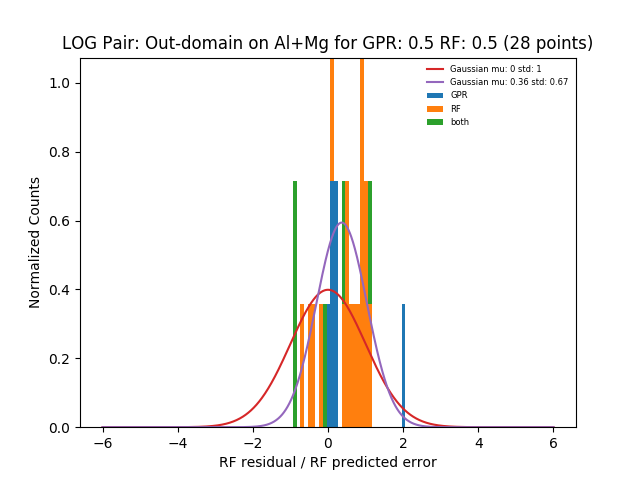 LOG Pair: Out-domain on Al+Mg for GPR: 0.5 RF: 0.5 (28 points)
Gaussian mu: 0 std: 1
Gaussian mu: 0.36 std: 0.67
GPR
RF
both
1.0
0.8
0.6
0.4
0.2
0.0
Normalized Counts
−6
−4
−2
0
2
4
6
RF residual / RF predicted error